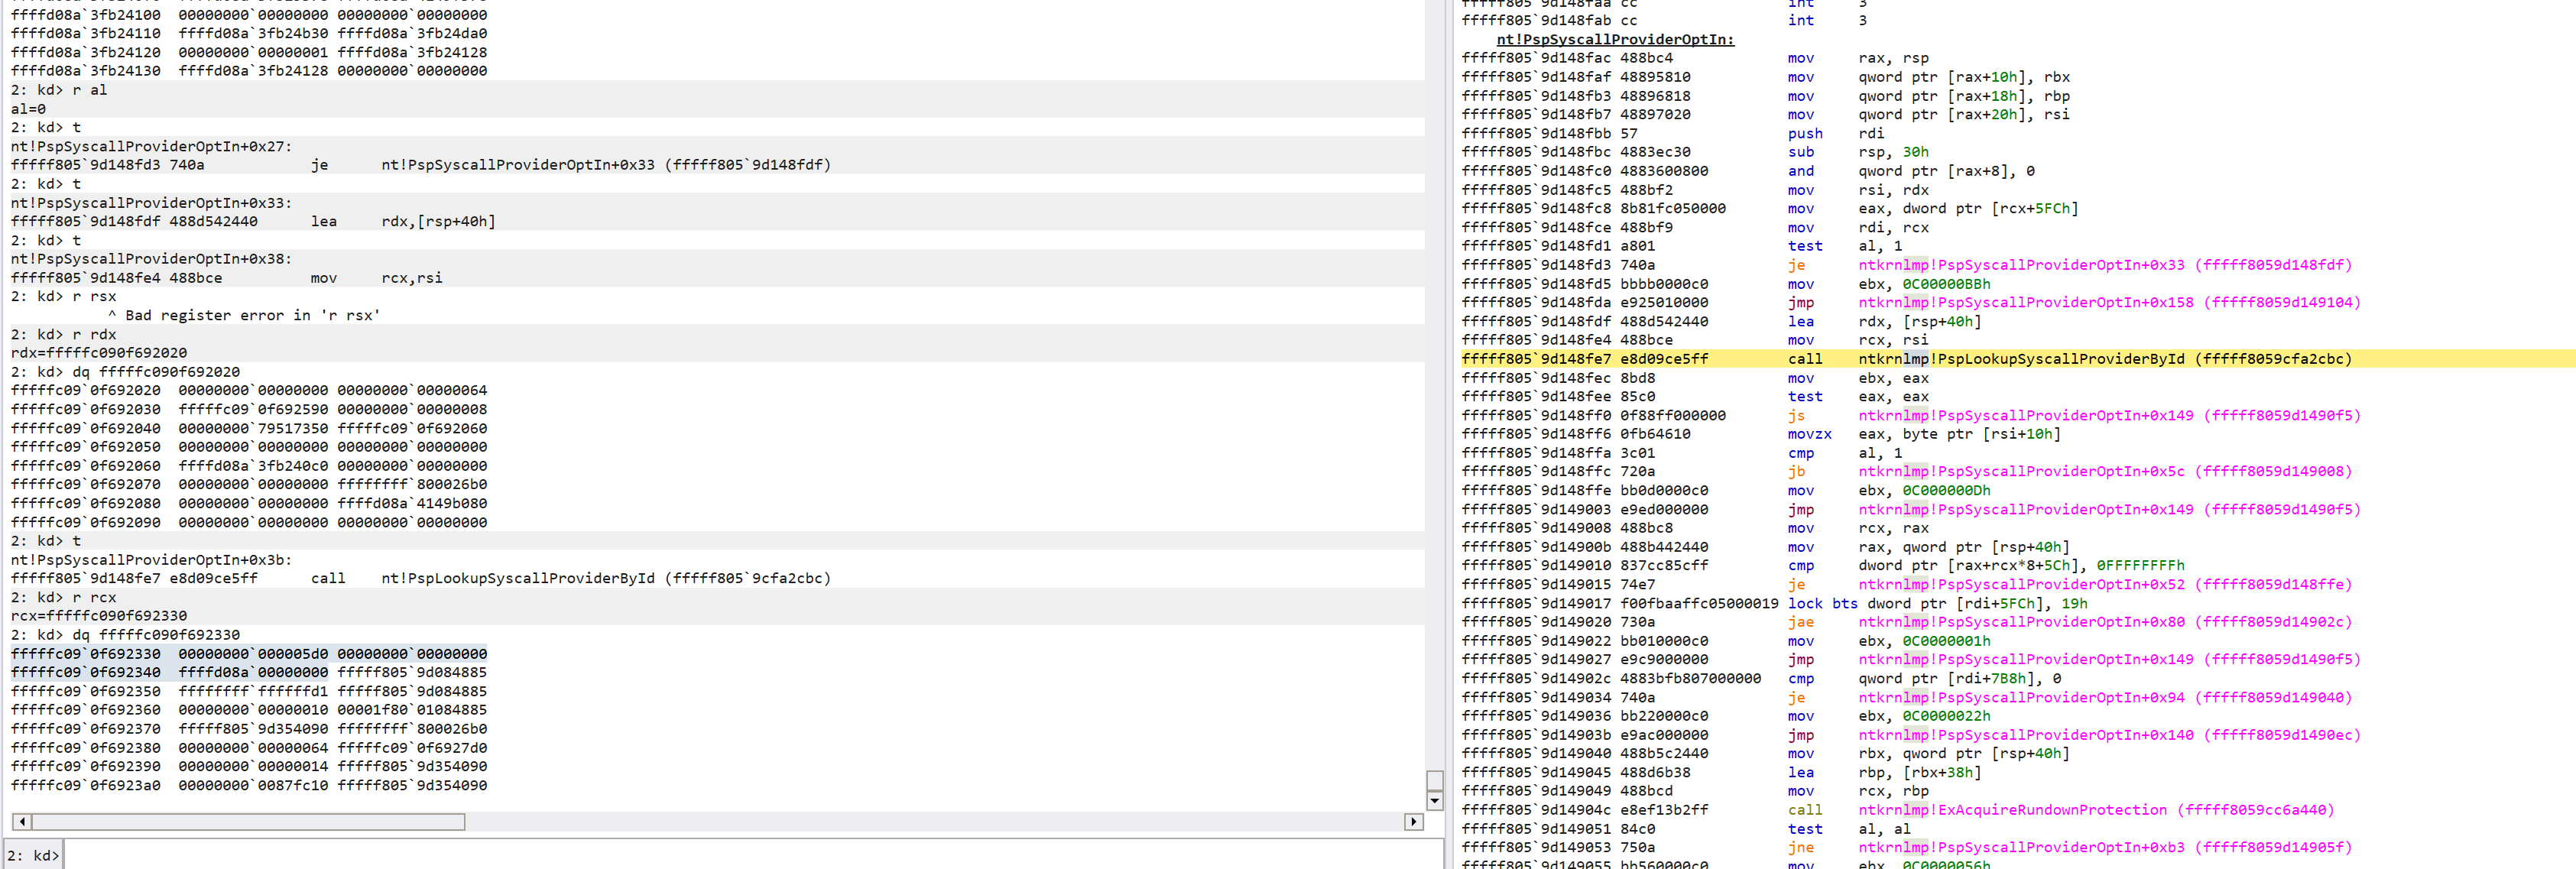 ffffd08a`3fb24100  00000000`00000000 00000000`00000000
ffffd08a`3fb24110  ffffd08a`3fb24b30 ffffd08a`3fb24da0
ffffd08a`3fb24120  00000000`00000001 ffffd08a`3fb24128
ffffd08a`3fb24130  ffffd08a`3fb24128 00000000`00000000
2: kd> r al
al=0
2: kd> t
nt!PspSyscallProviderOptIn+0x27:
fffff805`9d148fd3 740a            je      nt!PspSyscallProviderOptIn+0x33 (fffff805`9d148fdf)
2: kd> t
nt!PspSyscallProviderOptIn+0x33:
fffff805`9d148fdf 488d542440      lea     rdx,[rsp+40h]
2: kd> t
nt!PspSyscallProviderOptIn+0x38:
fffff805`9d148fe4 488bce          mov     rcx,rsi
2: kd> r rsx
^ Bad register error in 'r rsx'
2: kd> r rdx
rdx=fffffc090f692020
2: kd> dq fffffc090f692020
fffffc09`0f692020  00000000`00000000 00000000`00000064
fffffc09`0f692030  fffffc09`0f692590 00000000`00000008
fffffc09`0f692040  00000000`79517350 fffffc09`0f692060
fffffc09`0f692050  00000000`00000000 00000000`00000000
fffffc09`0f692060  ffffd08a`3fb240c0 00000000`00000000
fffffc09`0f692070  00000000`00000000 ffffffff`800026b0
fffffc09`0f692080  00000000`00000000 ffffd08a`4149b080
fffffc09`0f692090  00000000`00000000 00000000`00000000
2: kd> t
nt!PspSyscallProviderOptIn+0x3b:
fffff805`9d148fe7 e8d09ce5ff      call    nt!PspLookupSyscallProviderById (fffff805`9cfa2cbc)
2: kd> r rcx
rcx=fffffc090f692330
2: kd> dq fffffc090f692330
fffffc09`0f692330  00000000`000005d0 00000000`00000000
fffffc09`0f692340  ffffd08a`00000000 fffff805`9d084885
fffffc09`0f692350  ffffffff`ffffffd1 fffff805`9d084885
fffffc09`0f692360  00000000`00000010 00001f80`01084885
fffffc09`0f692370  fffff805`9d354090 ffffffff`800026b0
fffffc09`0f692380  00000000`00000064 fffffc09`0f6927d0
fffffc09`0f692390  00000000`00000014 fffff805`9d354090
fffffc09`0f6923a0  00000000`0087fc10 fffff805`9d354090
2: kd>
fffff805`9d148faa cc int 3
fffff805`9d148fab cc int 3
nt!PspSyscallProviderOptIn:
fffff805`9d148fac 488bc4 mov rax, rsp
fffff805`9d148faf 48895810 mov qword ptr [rax+10h], rbx
fffff805`9d148fb3 48896818 mov qword ptr [rax+18h], rbp
fffff805`9d148fb7 48897020 mov qword ptr [rax+20h], rsi
fffff805`9d148fbb 57 push rdi
fffff805`9d148fbc 4883ec30 sub rsp, 30h
fffff805`9d148fc0 4883600800 and qword ptr [rax+8], 0
fffff805`9d148fc5 488bf2 mov rsi, rdx
fffff805`9d148fc8 8b81fc050000 mov eax, dword ptr [rcx+5FCh]
fffff805`9d148fce 488bf9 mov rdi, rcx
fffff805`9d148fd1 a801 test al, 1
fffff805`9d148fd3 740a je ntkrnlmp!PspSyscallProviderOptIn+0x33 (fffff8059d148fdf)
fffff805`9d148fd5 bbbb0000c0 mov ebx, 0C00000BBh
fffff805`9d148fda e925010000 jmp ntkrnlmp!PspSyscallProviderOptIn+0x158 (fffff8059d149104)
fffff805`9d148fdf 488d542440 lea rdx, [rsp+40h]
fffff805`9d148fe4 488bce mov rcx, rsi
fffff805`9d148fe7 e8d09ce5ff call ntkrnlmp!PspLookupSyscallProviderById (fffff8059cfa2cbc)
fffff805`9d148fec 8bd8 mov ebx, eax
fffff805`9d148fee 85c0 test eax, eax
fffff805`9d148ff0 0f88ff000000 js ntkrnlmp!PspSyscallProviderOptIn+0x149 (fffff8059d1490f5)
fffff805`9d148ff6 0fb64610 movzx eax, byte ptr [rsi+10h]
fffff805`9d148ffa 3c01 cmp al, 1
fffff805`9d148ffc 720a jb ntkrnlmp!PspSyscallProviderOptIn+0x5c (fffff8059d149008)
fffff805`9d148ffe bb0d0000c0 mov ebx, 0C000000Dh
fffff805`9d149003 e9ed000000 jmp ntkrnlmp!PspSyscallProviderOptIn+0x149 (fffff8059d1490f5)
fffff805`9d149008 488bc8 mov rcx, rax
fffff805`9d14900b 488b442440 mov rax, qword ptr [rsp+40h]
fffff805`9d149010 837cc85cff cmp dword ptr [rax+rcx*8+5Ch], 0FFFFFFFFh
fffff805`9d149015 74e7 je ntkrnlmp!PspSyscallProviderOptIn+0x52 (fffff8059d148ffe)
fffff805`9d149017 f00fbaaffc05000019 lock bts dword ptr [rdi+5FCh], 19h
fffff805`9d149020 730a jae ntkrnlmp!PspSyscallProviderOptIn+0x80 (fffff8059d14902c)
fffff805`9d149022 bb010000c0 mov ebx, 0C0000001h
fffff805`9d149027 e9c9000000 jmp ntkrnlmp!PspSyscallProviderOptIn+0x149 (fffff8059d1490f5)
fffff805`9d14902c 4883bfb807000000 cmp qword ptr [rdi+7B8h], 0
fffff805`9d149034 740a je ntkrnlmp!PspSyscallProviderOptIn+0x94 (fffff8059d149040)
fffff805`9d149036 bb220000c0 mov ebx, 0C0000022h
fffff805`9d14903b e9ac000000 jmp ntkrnlmp!PspSyscallProviderOptIn+0x140 (fffff8059d1490ec)
fffff805`9d149040 488b5c2440 mov rbx, qword ptr [rsp+40h]
fffff805`9d149045 488d6b38 lea rbp, [rbx+38h]
fffff805`9d149049 488bcd mov rcx, rbp
fffff805`9d14904c e8ef13b2ff call ntkrnlmp!ExAcquireRundownProtection (fffff8059cc6a440)
fffff805`9d149051 84c0 test al, al
fffff805`9d149053 750a jne ntkrnlmp!PspSyscallProviderOptIn+0xb3 (fffff8059d14905f)
fffff805`9d149055 bb560000c0 mov ebx, 0C0000056h